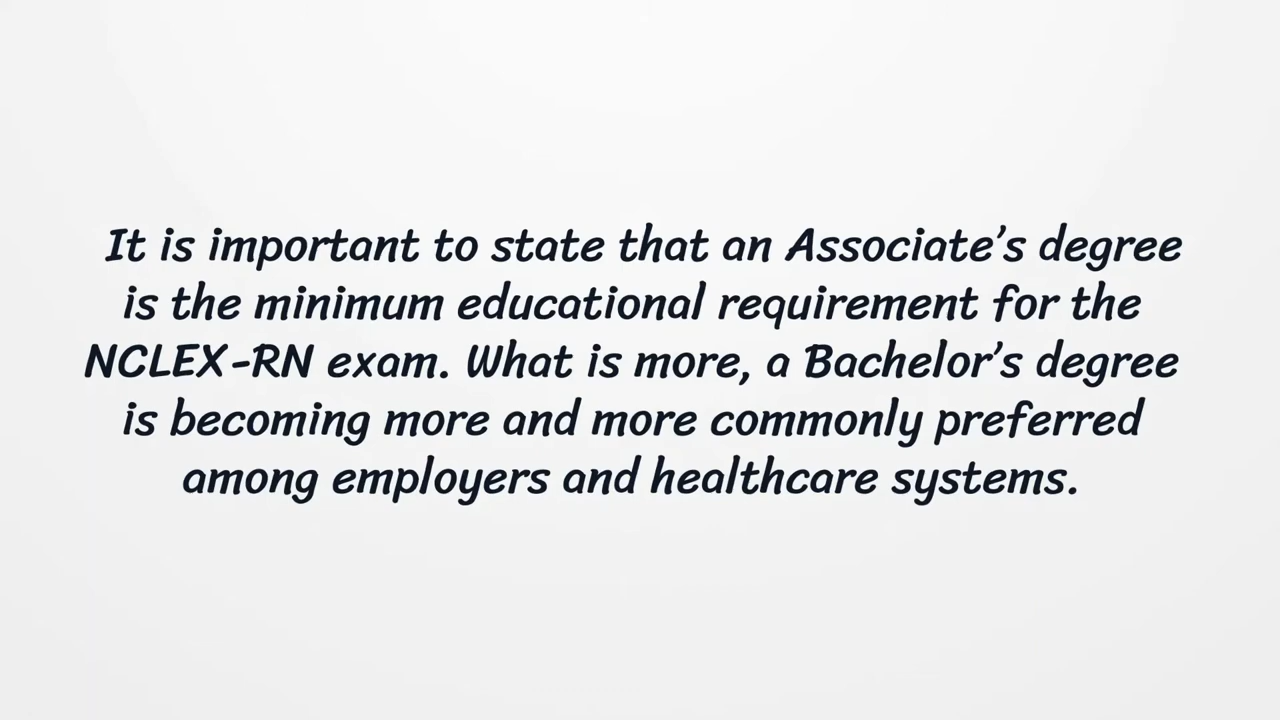 It is important to state that an Associate’s degree
is the minimum educational requirement for the
NCLEX-RN exam. What is more, a Bachelor’s degree
is becoming more and more commonly preferred
among employers and healthcare systems.